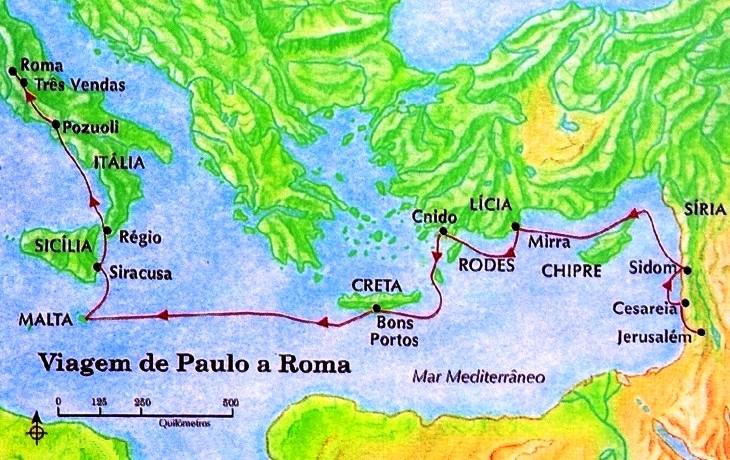 Roma
Três Vendas
Pozuoli
ITÁLIA
SICÍLIA
Régio
Siracusa
MALTA
CRETA
Bons
Portos
Cnido
LÍCIA
Mirra
RODES
CHIPRE
SÍRIA
Sidom
Cesareia
Jerusalém
Viagem de Paulo a Roma
Mar Mediterrâneo
0 125 250 500
Quilômetros